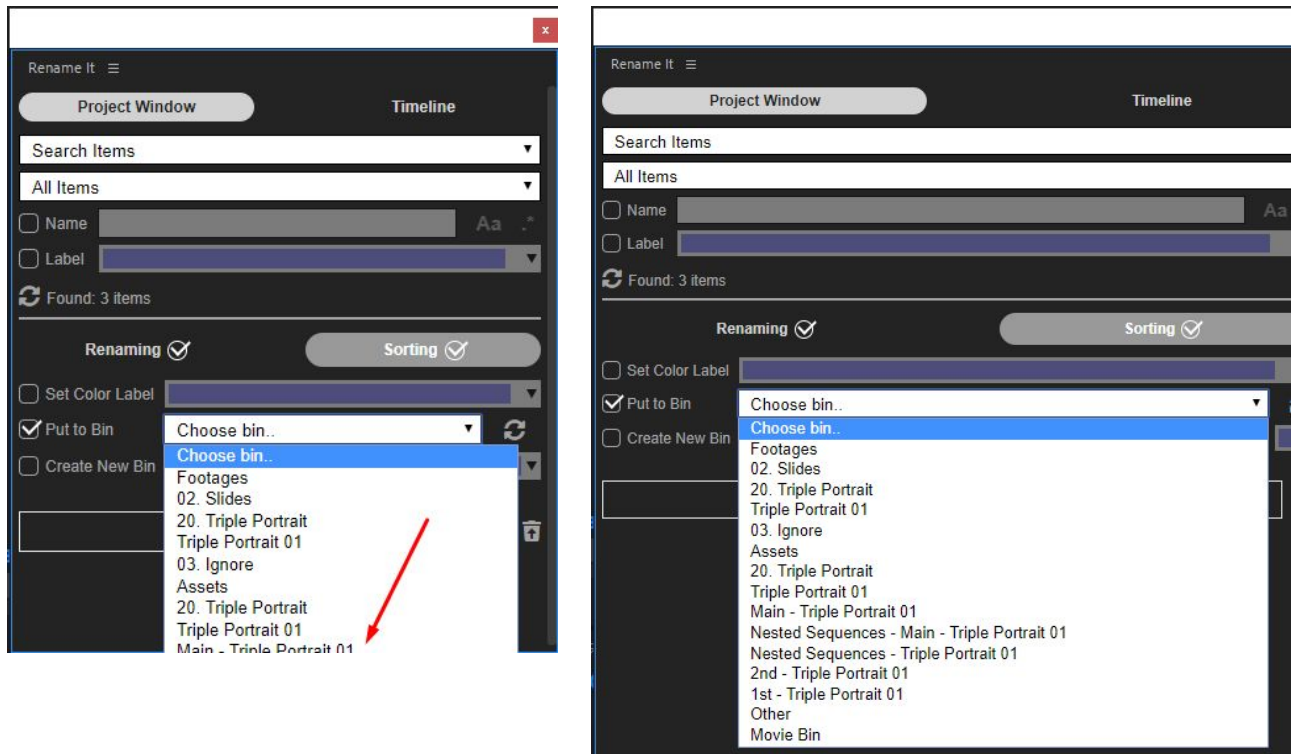 x
Rename It
Project Window Timeline
Search Items
All Items
Name Aa .*
Label
Found: 3 items
Renaming Sorting
Set Color Label
Put to Bin Choose bin..
Create New Bin
Choose bin..
Footages
02. Slides
20. Triple Portrait
Triple Portrait 01
03. Ignore
Assets
20. Triple Portrait
Triple Portrait 01
Main - Triple Portrait 01
Rename It
Project Window Timeline
Search Items
All Items
Name Aa
Label
Found: 3 items
Renaming Sorting
Set Color Label
Put to Bin Choose bin..
Create New Bin
Choose bin..
Footages
02. Slides
20. Triple Portrait
Triple Portrait 01
03. Ignore
Assets
20. Triple Portrait
Triple Portrait 01
Main - Triple Portrait 01
Nested Sequences - Main - Triple Portrait 01
Nested Sequences - Triple Portrait 01
2nd - Triple Portrait 01
1st - Triple Portrait 01
Other
Movie Bin